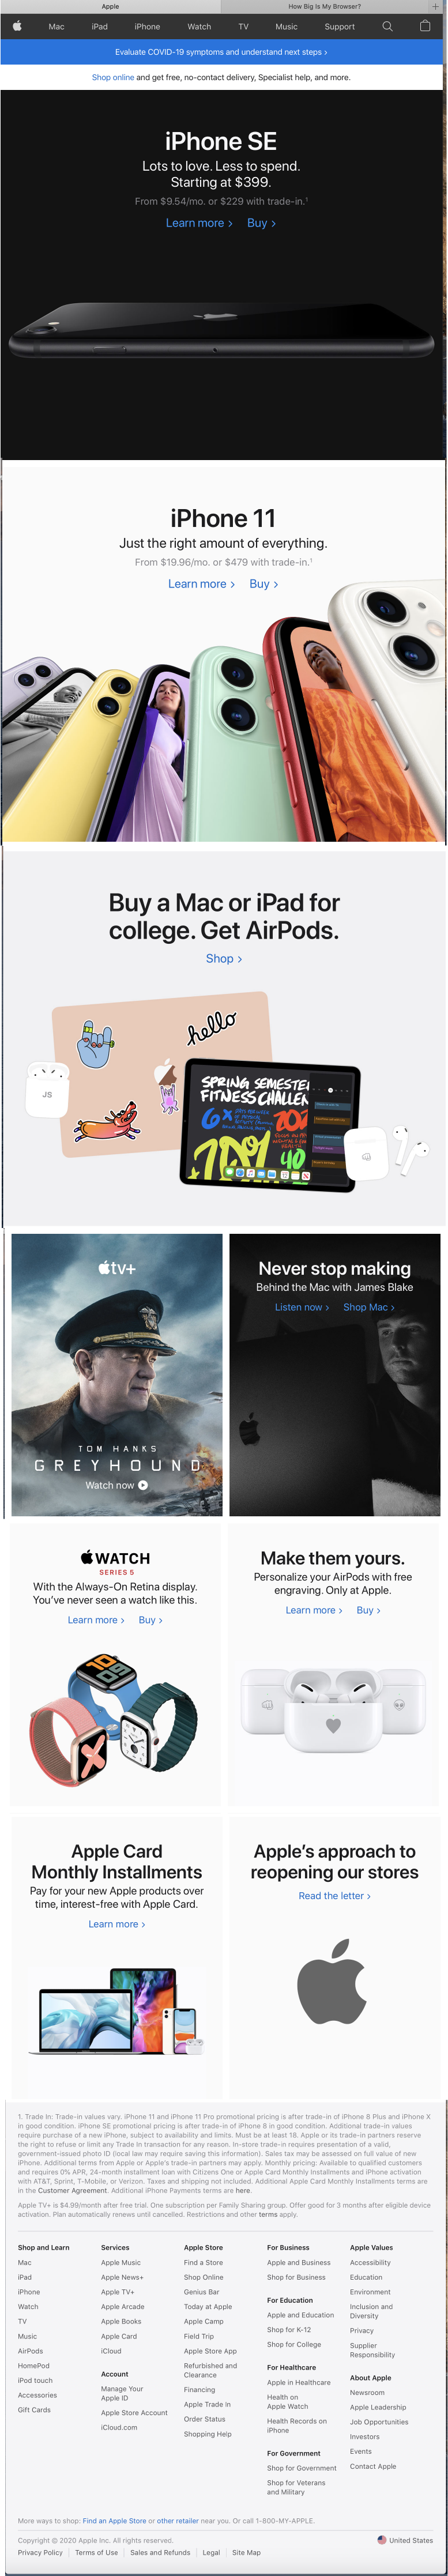 Apple
How Big Is My Browser?
Mac
iPad
iPhone
Watch
TV
Music
Support
Evaluate COVID-19 symptoms and understand next steps >
Shop online and get free, no-contact delivery, Specialist help, and more.
iPhone SE
Lots to love. Less to spend.
Starting at $399.
From $9.54/mo. or $229 with trade-in.¹
Learn more > Buy >
iPhone 11
Just the right amount of everything.
From $19.96/mo. or $479 with trade-in.¹
Learn more > Buy >
Buy a Mac or iPad for
college. Get AirPods.
Shop >
hello
JS
SPRING SEMESTER
FITNESS CHALLEN
6X
40
tv+
TOM HANKS
GREYHOUND
Watch now
Never stop making
Behind the Mac with James Blake
Listen now > Shop Mac >
WATCH
SERIES 5
With the Always-On Retina display.
You've never seen a watch like this.
Learn more > Buy >
10
09
Make them yours.
Personalize your AirPods with free
engraving. Only at Apple.
Learn more > Buy >
Apple Card
Monthly Installments
Pay for your new Apple products over
time, interest-free with Apple Card.
Learn more >
Apple's approach to
reopening our stores
Read the letter >
1. Trade In: Trade-in values vary. iPhone 11 and iPhone 11 Pro promotional pricing is after trade-in of iPhone 8 Plus and iPhone X
in good condition. iPhone SE promotional pricing is after trade-in of iPhone 8 in good condition. Additional trade-in values
require purchase of a new iPhone, subject to availability and limits. Must be at least 18. Apple or its trade-in partners reserve
the right to refuse or limit any Trade In transaction for any reason. In-store trade-in requires presentation of a valid,
government-issued photo ID (local law may require saving this information). Sales tax may be assessed on full value of new
iPhone. Additional terms from Apple or Apple's trade-in partners may apply. Monthly pricing: Available to qualified customers
and requires 0% APR, 24-month installment loan with Citizens One or Apple Card Monthly Installments and iPhone activation
with AT&T, Sprint, T-Mobile, or Verizon. Taxes and shipping not included. Additional Apple Card Monthly Installments terms are
in the Customer Agreement. Additional iPhone Payments terms are here.
Apple TV+ is $4.99/month after free trial. One subscription per Family Sharing group. Offer good for 3 months after eligible device
activation. Plan automatically renews until cancelled. Restrictions and other terms apply.
Shop and Learn
Mac
iPad
iPhone
Watch
TV
Music
AirPods
HomePod
iPod touch
Accessories
Gift Cards
Services
Apple Music
Apple News+
Apple TV+
Apple Arcade
Apple Books
Apple Card
iCloud
Account
Manage Your
Apple ID
Apple Store Account
iCloud.com
Apple Store
Find a Store
Shop Online
Genius Bar
Today at Apple
Apple Camp
Field Trip
Apple Store App
Refurbished and
Clearance
Financing
Apple Trade In
Order Status
Shopping Help
For Business
Apple and Business
Shop for Business
For Education
Apple and Education
Shop for K-12
Shop for College
For Healthcare
Apple in Healthcare
Health on
Apple Watch
Health Records on
iPhone
For Government
Shop for Government
Shop for Veterans
and Military
Apple Values
Accessibility
Education
Environment
Inclusion and
Diversity
Privacy
Supplier
Responsibility
About Apple
Newsroom
Apple Leadership
Job Opportunities
Investors
Events
Contact Apple
More ways to shop: Find an Apple Store or other retailer near you. Or call 1-800-MY-APPLE.
Copyright © 2020 Apple Inc. All rights reserved.
United States
Privacy Policy | Terms of Use | Sales and Refunds | Legal | Site Map